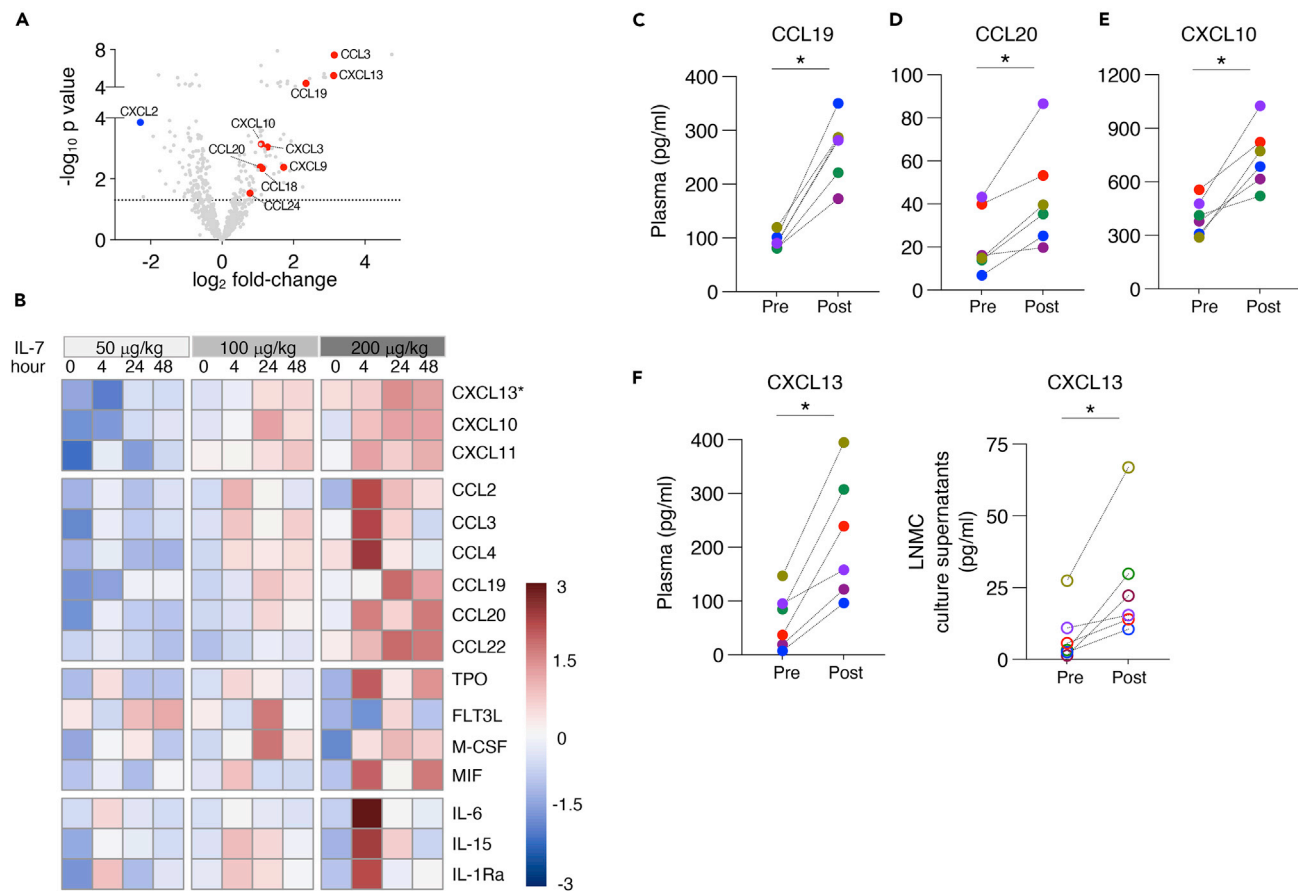 A
8
4
4
2
0
-log₁₀ p value
CCL3
CXCL13
CCL19
CXCL2
CXCL10
CXCL3
CCL20
CXCL9
CCL18
CCL24
-2 0 2 4
log₂ fold-change
B
IL-7 50 μg/kg 100 μg/kg 200 μg/kg
hour 0 4 24 48 0 4 24 48 0 4 24 48
CXCL13*
CXCL10
CXCL11
CCL2
CCL3
CCL4
CCL19
CCL20
CCL22
TPO
FLT3L
M-CSF
MIF
IL-6
IL-15
IL-1Ra
3
1.5
0
-1.5
-3
C
CCL19
*
400
300
200
100
0
Plasma (pg/ml)
Pre Post
D
CCL20
*
100
80
60
40
20
0
Pre Post
E
CXCL10
*
1200
900
600
300
0
Pre Post
F
CXCL13
*
400
300
200
100
0
Plasma (pg/ml)
Pre Post
CXCL13
*
75
50
25
0
LNMC
culture supernatants
(pg/ml)
Pre Post